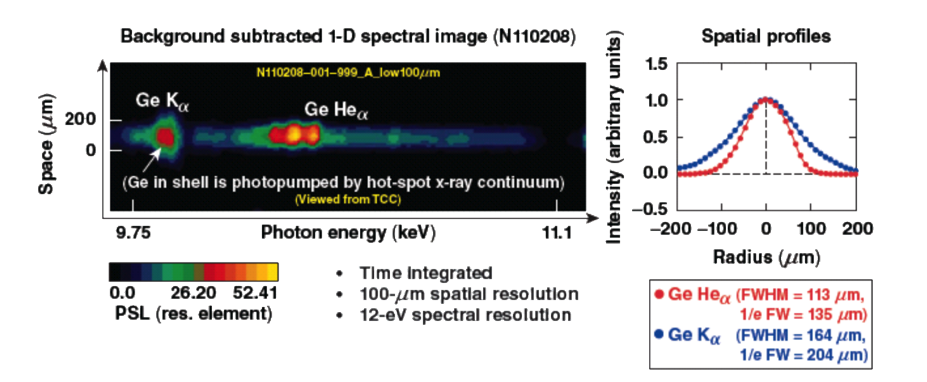 Background subtracted 1-D spectral image (N110208)
N110208–001–999_A_low100μm
Ge Kα
Ge Heα
Space (μm)
200
0
(Ge in shell is photopumped by hot-spot x-ray continuum)
(Viewed from TCC)
9.75
Photon energy (keV)
11.1
0.0
26.20
52.41
PSL (res. element)
• Time integrated
• 100-μm spatial resolution
• 12-eV spectral resolution
Spatial profiles
Intensity (arbitrary units)
1.5
1.0
0.5
0.0
–0.5
–200 –100 0 100 200
Radius (μm)
Ge Heα (FWHM = 113 μm,
1/e FW = 135 μm)
Ge Kα (FWHM = 164 μm,
1/e FW = 204 μm)